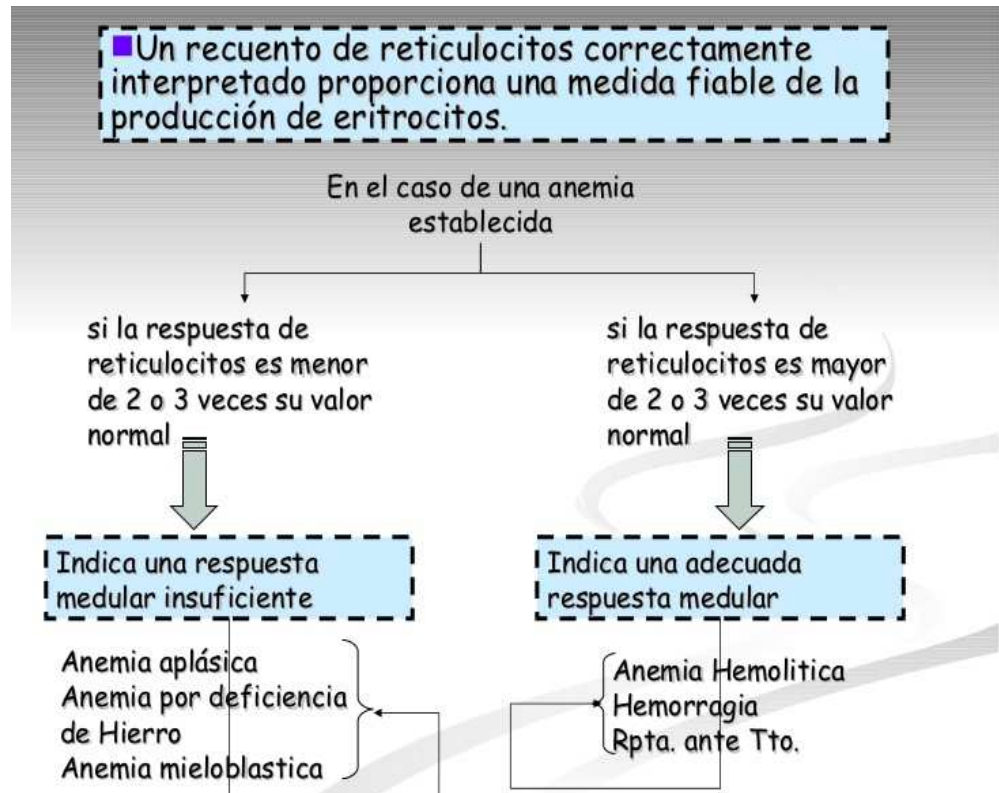 Un recuento de reticulocitos correctamente
interpretado proporciona una medida fiable de la
producción de eritrocitos.
En el caso de una anemia
establecida
si la respuesta de
reticulocitos es menor
de 2 o 3 veces su valor
normal
si la respuesta de
reticulocitos es mayor
de 2 o 3 veces su valor
normal
Indica una respuesta
medular insuficiente
Indica una adecuada
respuesta medular
Anemia aplásica
Anemia por deficiencia
de Hierro
Anemia mieloblastica
Anemia Hemolitica
Hemorragia
Rpta. ante Tto.